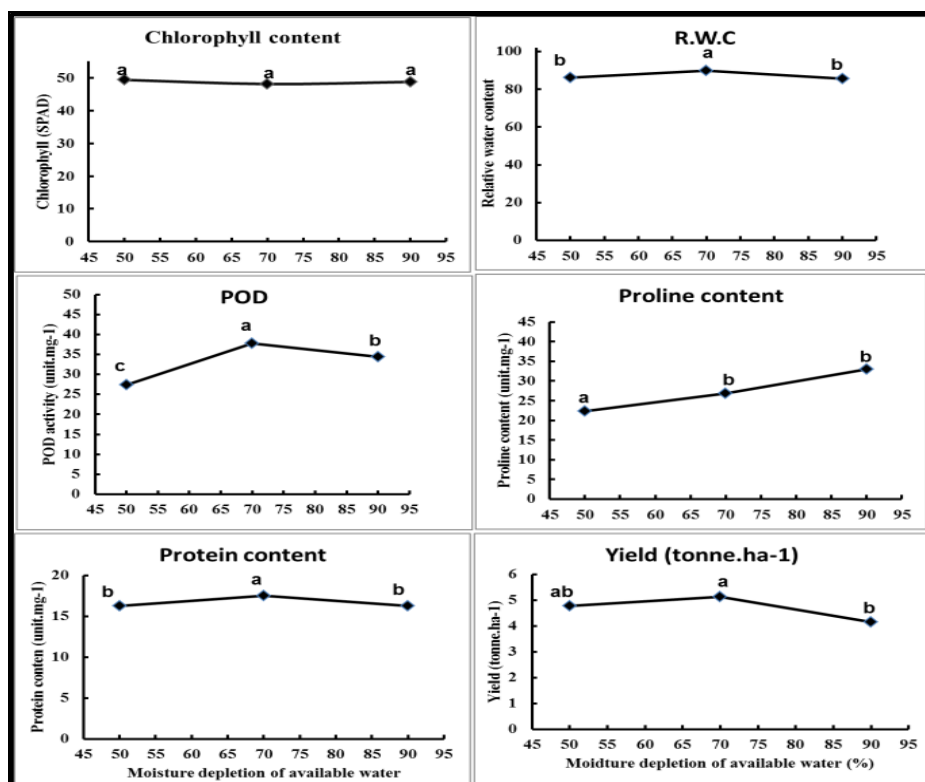 Chlorophyll content
Chlorophyll (SPAD)
50
40
30
20
10
0
a a a
45 50 55 60 65 70 75 80 85 90 95
R.W.C
Relative water content
100
80
60
40
20
0
b a b
45 50 55 60 65 70 75 80 85 90 95
POD
POD activity (unit.mg-1)
50
45
40
35
30
25
20
15
10
5
0
c a b
45 50 55 60 65 70 75 80 85 90 95
Proline content
Proline content (unit.mg-1)
45
40
35
30
25
20
15
10
5
0
a b b
45 50 55 60 65 70 75 80 85 90 95
Protein content
Protein conten (unit.mg-1)
20
15
10
5
0
b a b
45 50 55 60 65 70 75 80 85 90 95
Moisture depletion of available water
Yield (tonne.ha-1)
Yield (tonne.ha-1)
6
5
4
3
2
1
0
ab a b
45 50 55 60 65 70 75 80 85 90 95
Moidture depletion of available water (%)